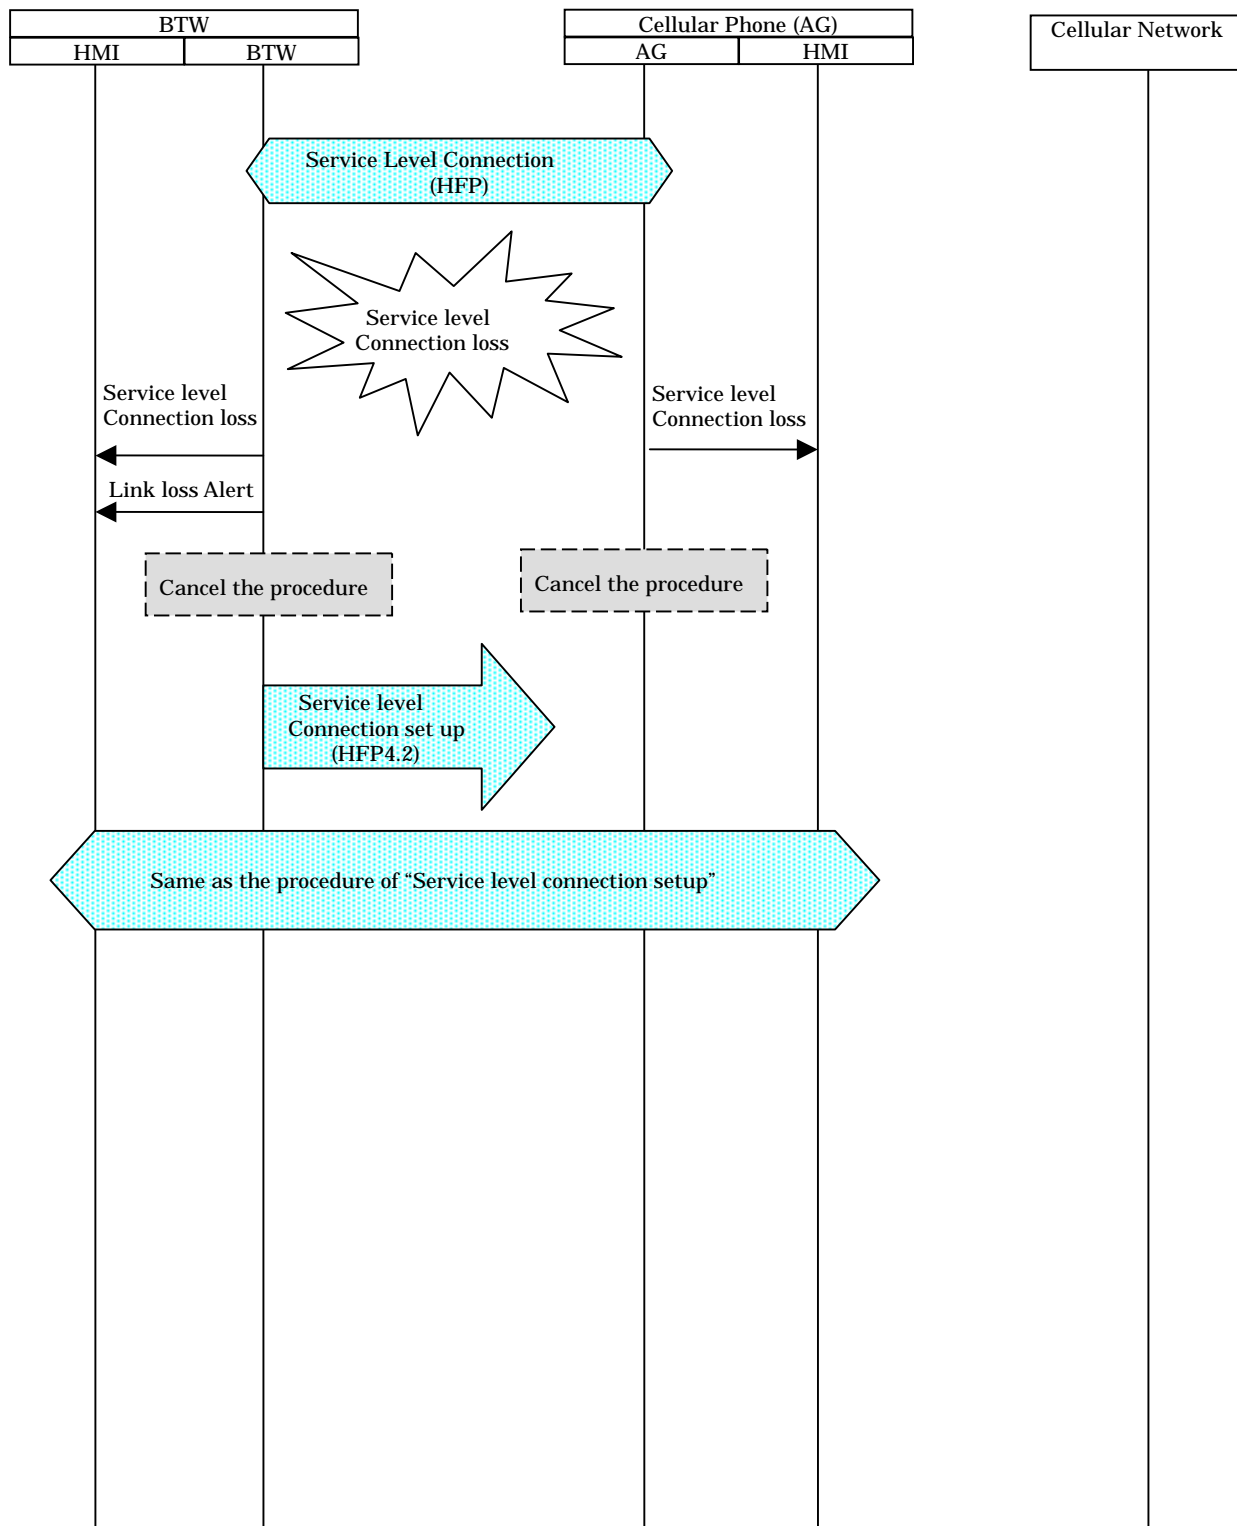 BTW
Cellular Phone (AG)
Cellular Network
HMI
BTW
AG
HMI
Service Level Connection
(HFP)
Service level
Connection loss
Service level
Connection loss
Service level
Connection loss
Link loss Alert
Cancel the procedure
Cancel the procedure
Service level
Connection set up
(HFP4.2)
Same as the procedure of “Service level connection setup”